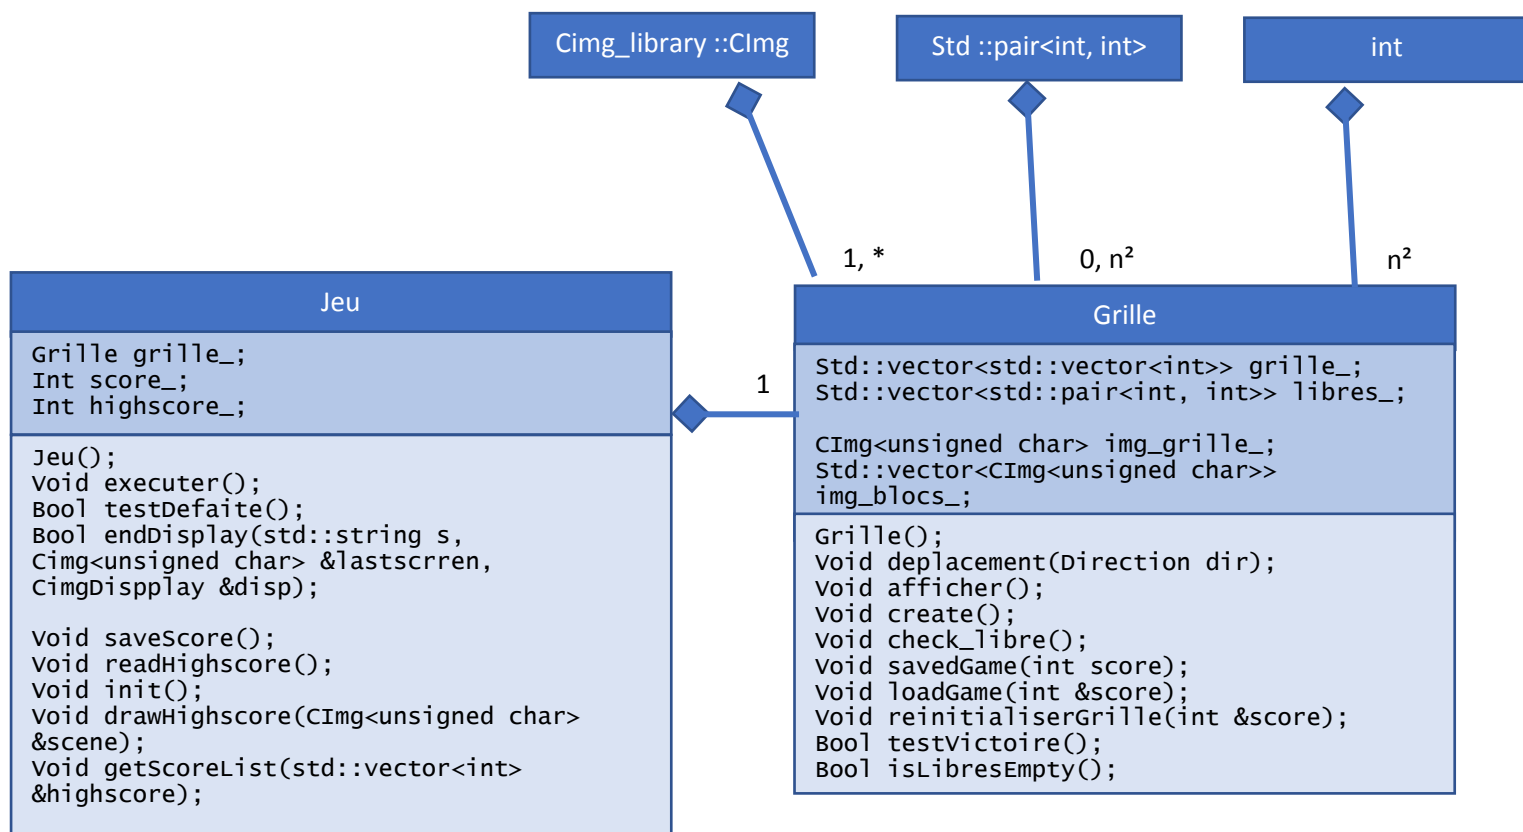 Cimg_library ::CImg
Std ::pair<int, int>
int
1, *
0, n²
n²
Jeu
Grille grille_;
Int score_;
Int highscore_;
Jeu();
Void executer();
Bool testDefaite();
Bool endDisplay(std::string s,
Cimg<unsigned char> &lastscrren,
CimgDispplay &disp);
Void saveScore();
Void readHighscore();
Void init();
Void drawHighscore(CImg<unsigned char>
&scene);
Void getScoreList(std::vector<int>
&highscore);
1
Grille
Std::vector<std::vector<int>> grille_;
Std::vector<std::pair<int, int>> libres_;
CImg<unsigned char> img_grille_;
Std::vector<CImg<unsigned char>>
img_blocs_;
Grille();
Void deplacement(Direction dir);
Void afficher();
Void create();
Void check_libre();
Void savedGame(int score);
Void loadGame(int &score);
Void reinitialiserGrille(int &score);
Bool testVictoire();
Bool isLibresEmpty();